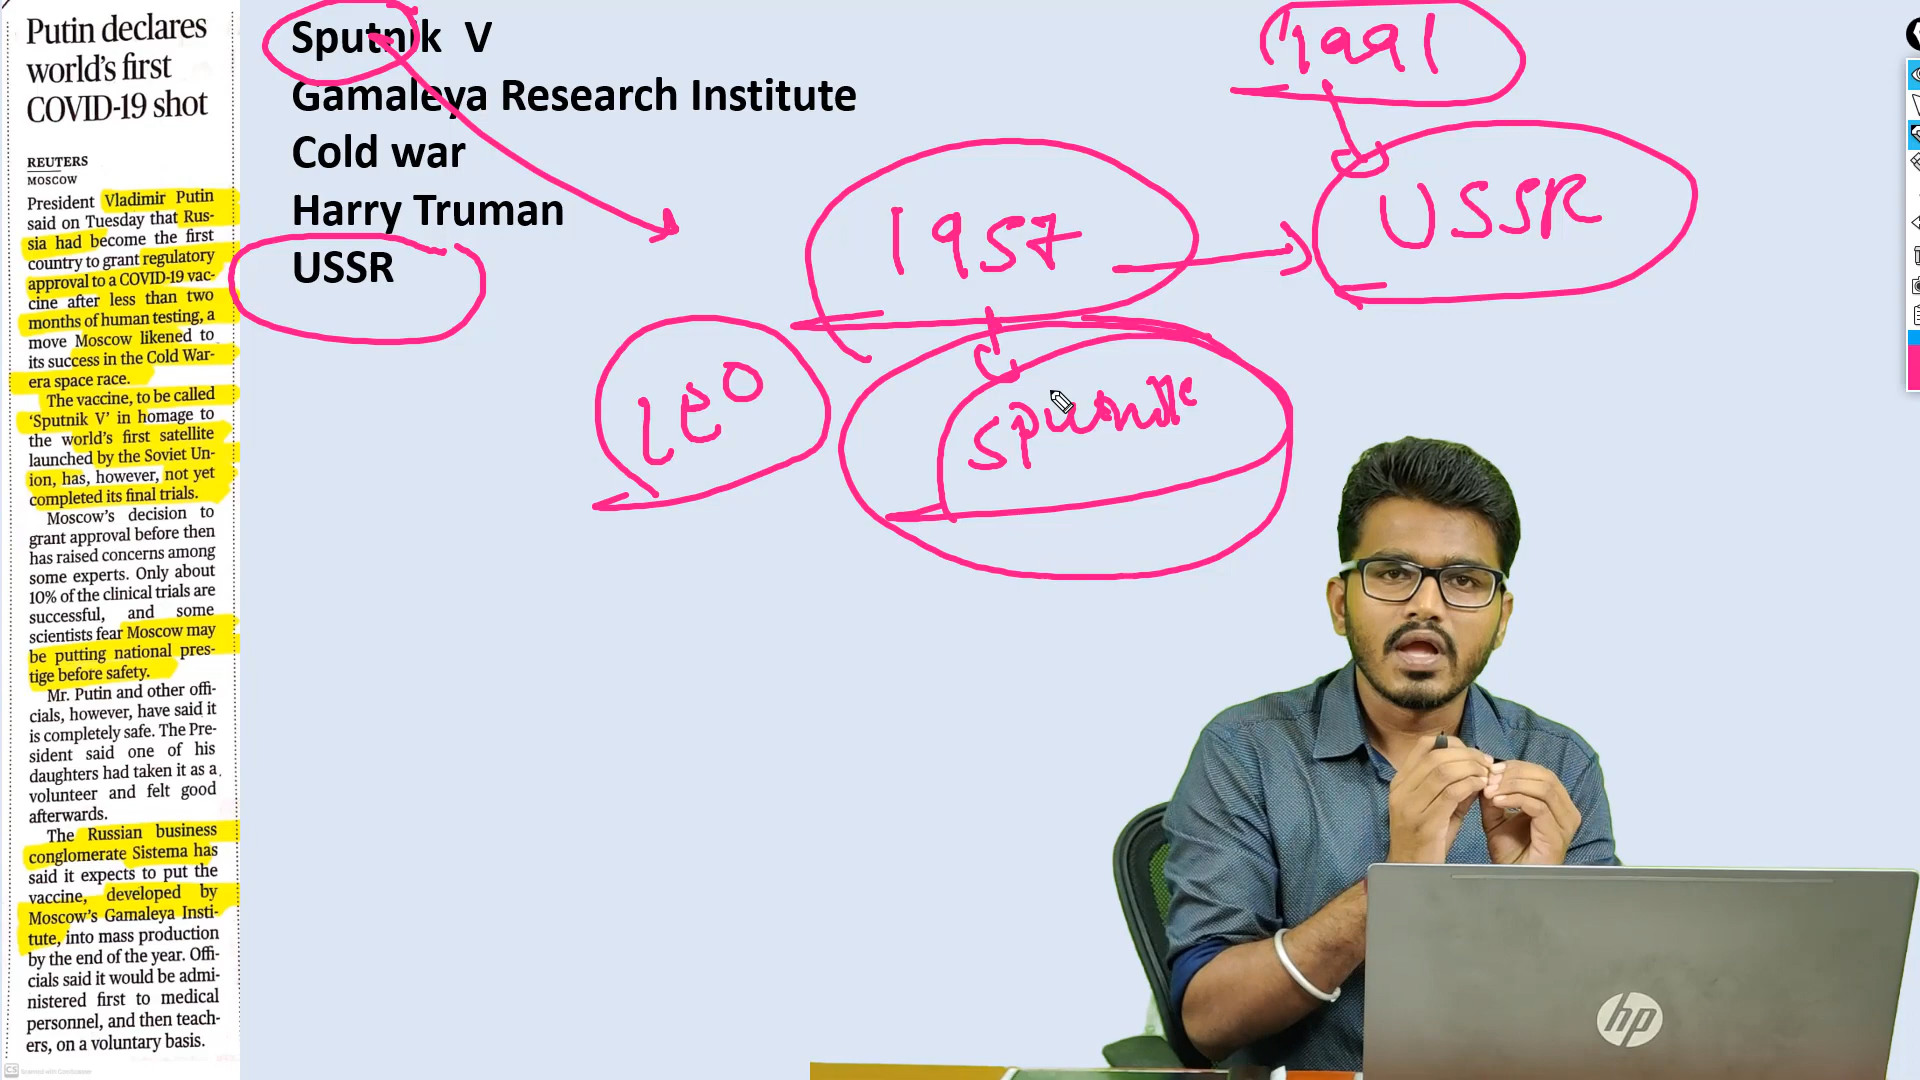 Putin declares
world's first
COVID-19 shot
REUTERS
MOSCOW
President Vladimir Putin
said on Tuesday that Rus-
sia had become the first
country to grant regulatory
approval to a COVID-19 vac-
cine after less than two
months of human testing, a
move Moscow likened to
its success in the Cold War-
era space race.
The vaccine, to be called
'Sputnik V' in homage to
the world's first satellite
launched by the Soviet Un-
ion, has, however, not yet
completed its final trials.
Moscow's decision to
grant approval before then
has raised concerns among
some experts. Only about
10% of the clinical trials are
successful, and some
scientists fear Moscow may
be putting national pres-
tige before safety.
Mr. Putin and other offi-
cials, however, have said it
is completely safe. The Pre-
sident said one of his
daughters had taken it as a
volunteer and felt good
afterwards.
The Russian business
conglomerate Sistema has
said it expects to put the
vaccine, developed by
Moscow's Gamaleya Insti-
tute, into mass production
by the end of the year. Offi-
cials said it would be admi-
nistered first to medical
personnel, and then teach-
ers, on a voluntary basis.
CS Scanned with CamScanner
Sputnik V
Gamaleya Research Institute
Cold war
Harry Truman
USSR
1991
USSR
1957
LEO
Sputnik
hp